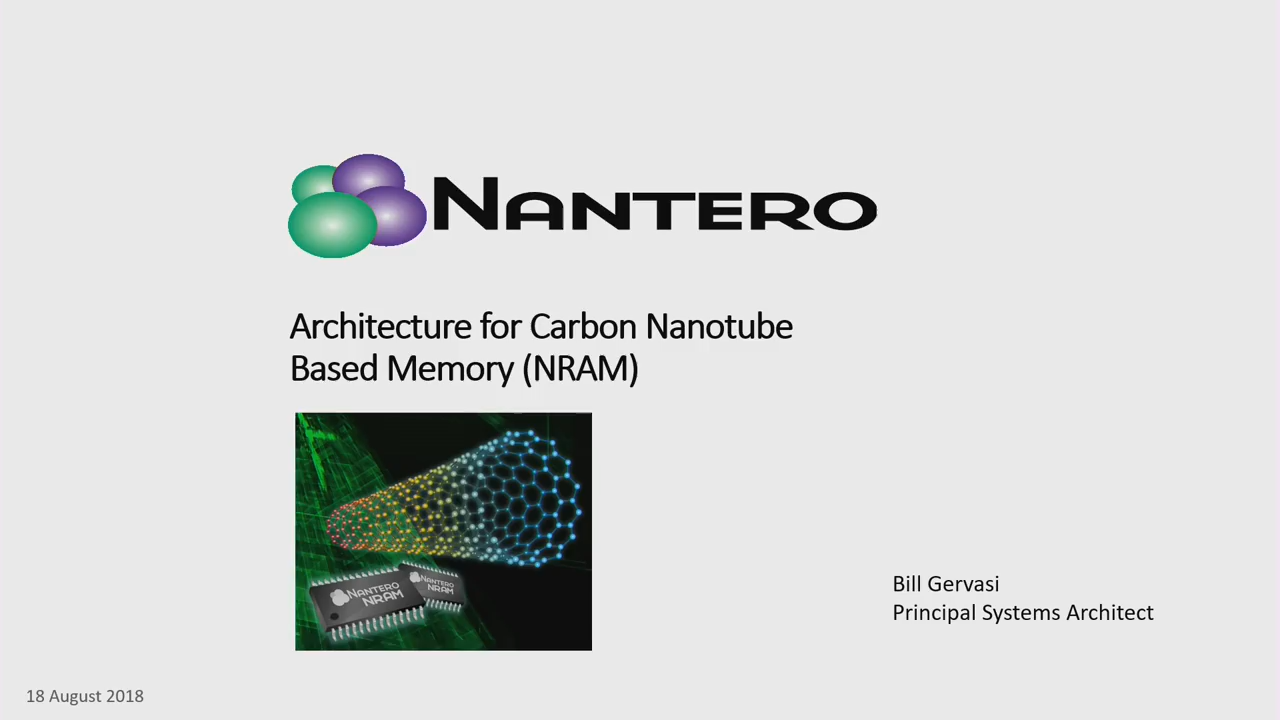 NANTERO
Architecture for Carbon Nanotube
Based Memory (NRAM)
NANTERO
NRAM
NANTERO
NRAM
Bill Gervasi
Principal Systems Architect
18 August 2018